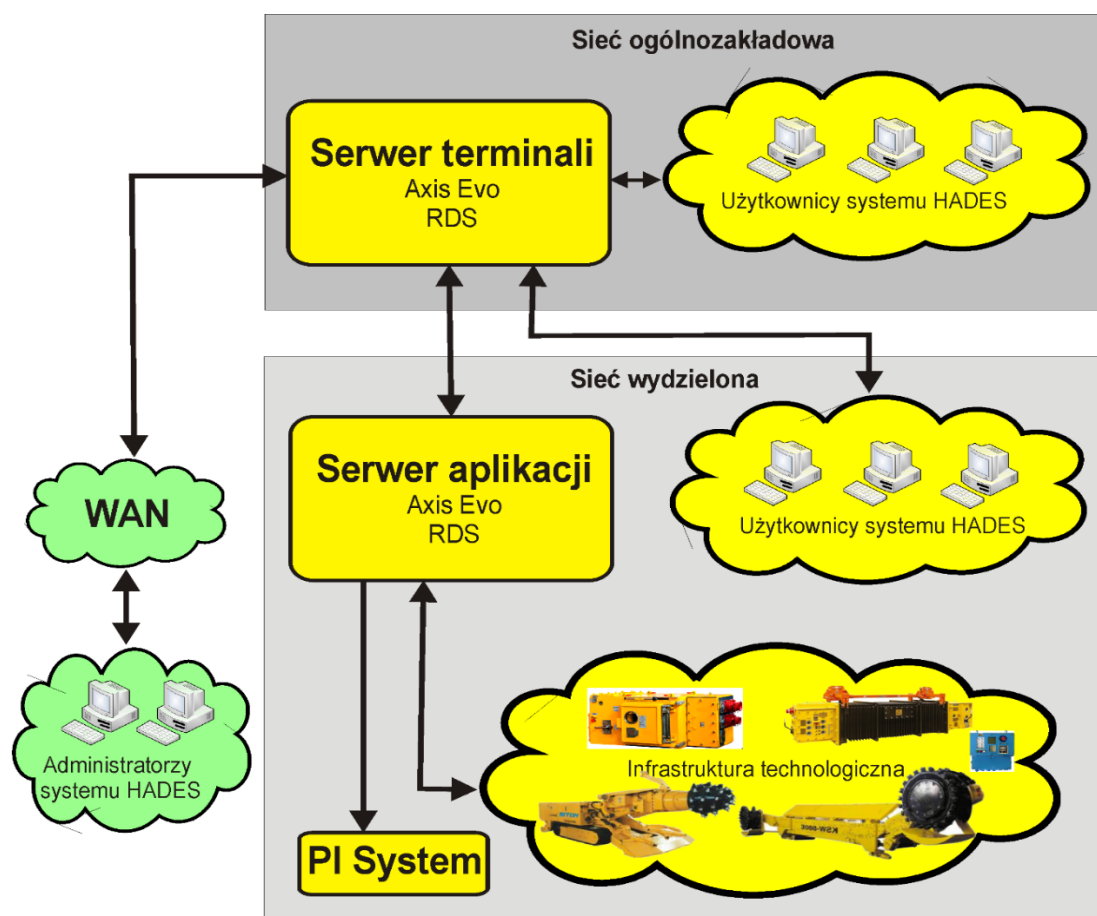 Sieć ogólnozakładowa
Serwer terminali
Axis Evo
RDS
Użytkownicy systemu HADES
Sieć wydzielona
Serwer aplikacji
Axis Evo
RDS
Użytkownicy systemu HADES
WAN
Administratorzy
systemu HADES
Infrastruktura technologiczna
PI System